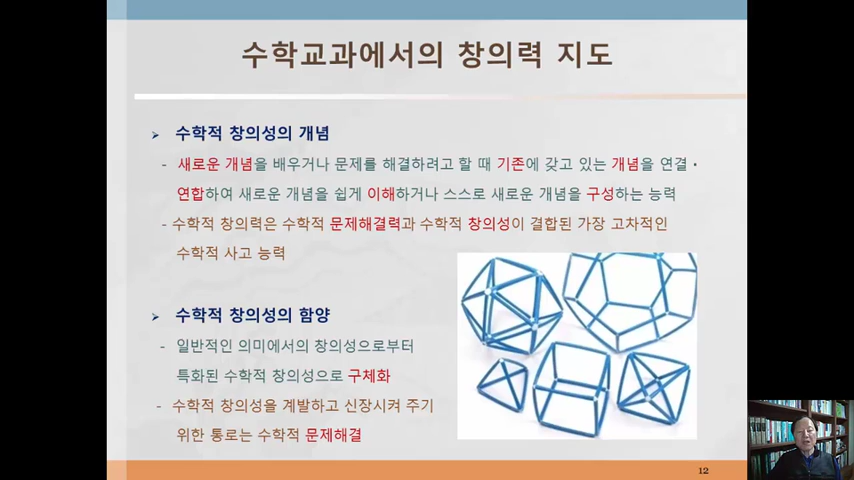 수학교과에서의 창의력 지도
➢ 수학적 창의성의 개념
- 새로운 개념을 배우거나 문제를 해결하려고 할 때 기존에 갖고 있는 개념을 연결·
연합하여 새로운 개념을 쉽게 이해하거나 스스로 새로운 개념을 구성하는 능력
- 수학적 창의력은 수학적 문제해결력과 수학적 창의성이 결합된 가장 고차적인
수학적 사고 능력
➢ 수학적 창의성의 함양
- 일반적인 의미에서의 창의성으로부터
특화된 수학적 창의성으로 구체화
- 수학적 창의성을 계발하고 신장시켜 주기
위한 통로는 수학적 문제해결
12